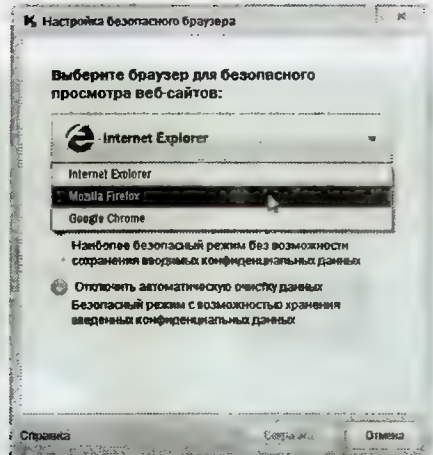 Настройка безопасного браузера
Выберите браузер для безопасного
просмотра веб-сайтов:
Internet Explorer
Internet Explorer
Mozilla Firefox
Google Chrome
Наиболее безопасный режим без возможности
сохранения вводимых конфиденциальных данных
Отключить автоматическую очистку данных
Безопасный режим с возможностью хранения
введенных конфиденциальных данных
Справка
Отмена